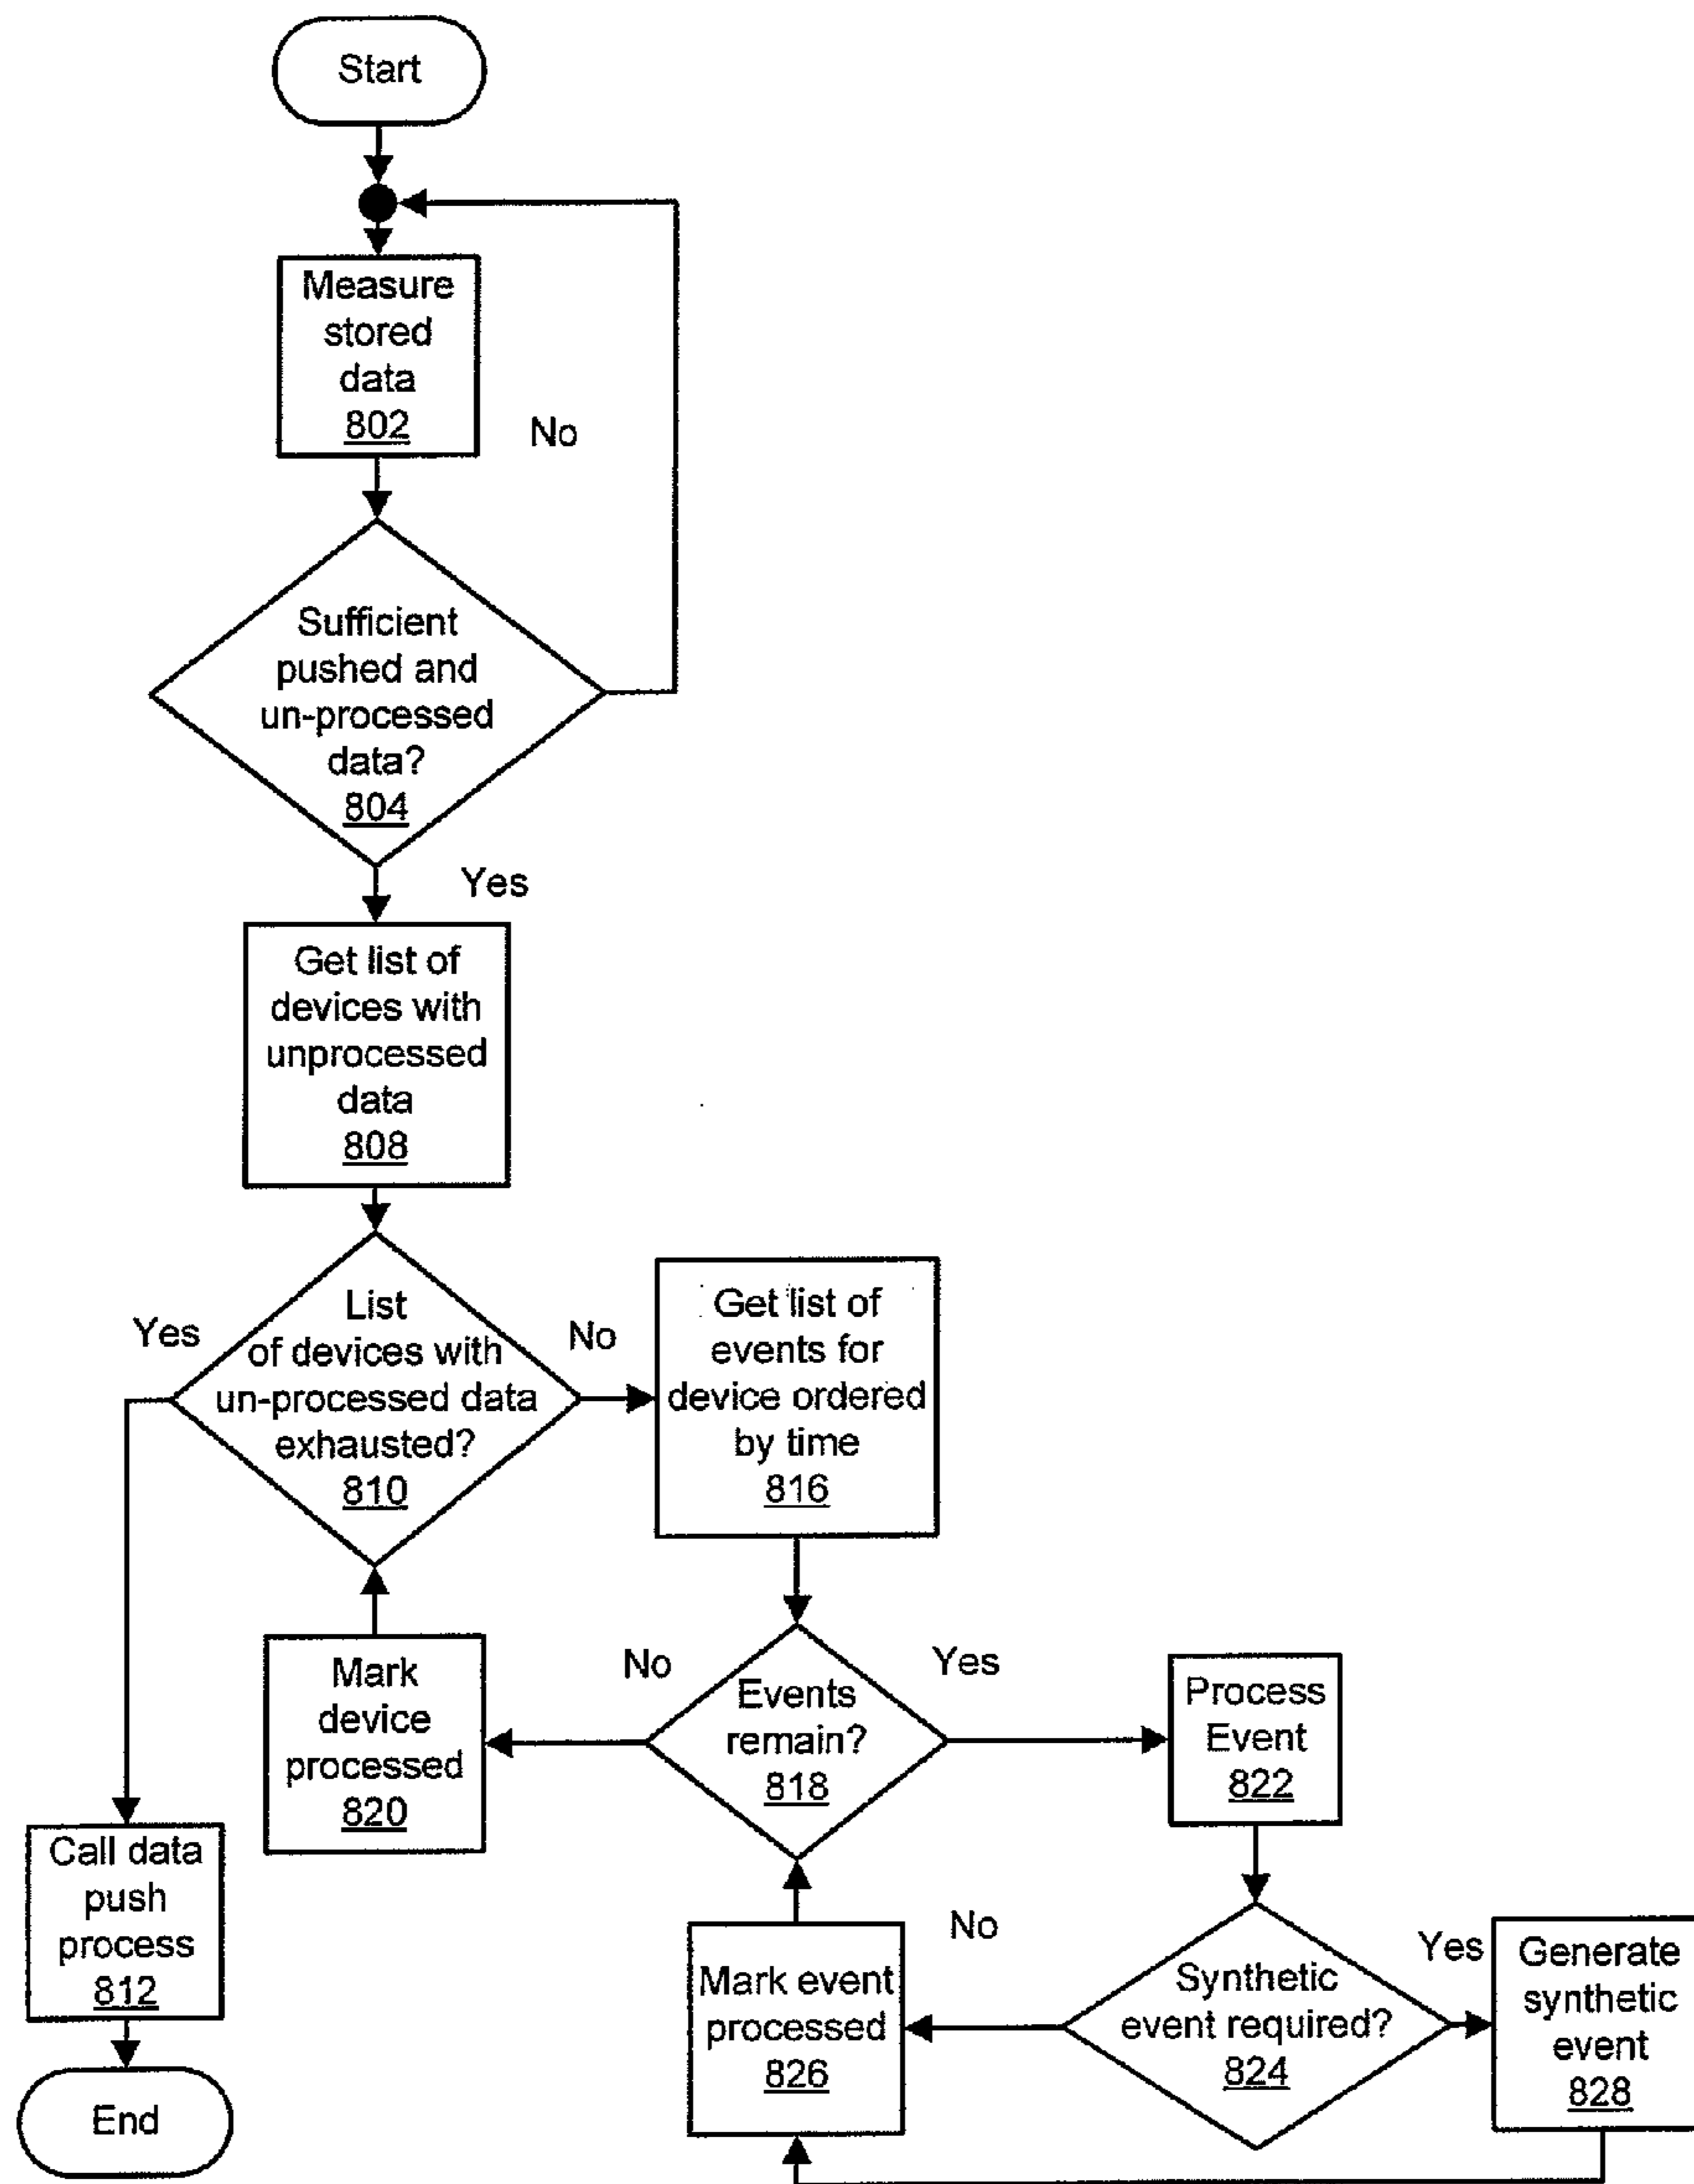 Start
Measure
stored
data
802
No
Sufficient
pushed and
un-processed
data?
804
Yes
Get list of
devices with
unprocessed
data
808
Yes
List
of devices with
un-processed data
exhausted?
810
No
Get list of
events for
device ordered
by time
816
Mark
device
processed
820
No
Events
remain?
818
Yes
Process
Event
822
Call data
push
process
812
End
Mark event
processed
826
No
Synthetic
event required?
824
Yes
Generate
synthetic
event
828